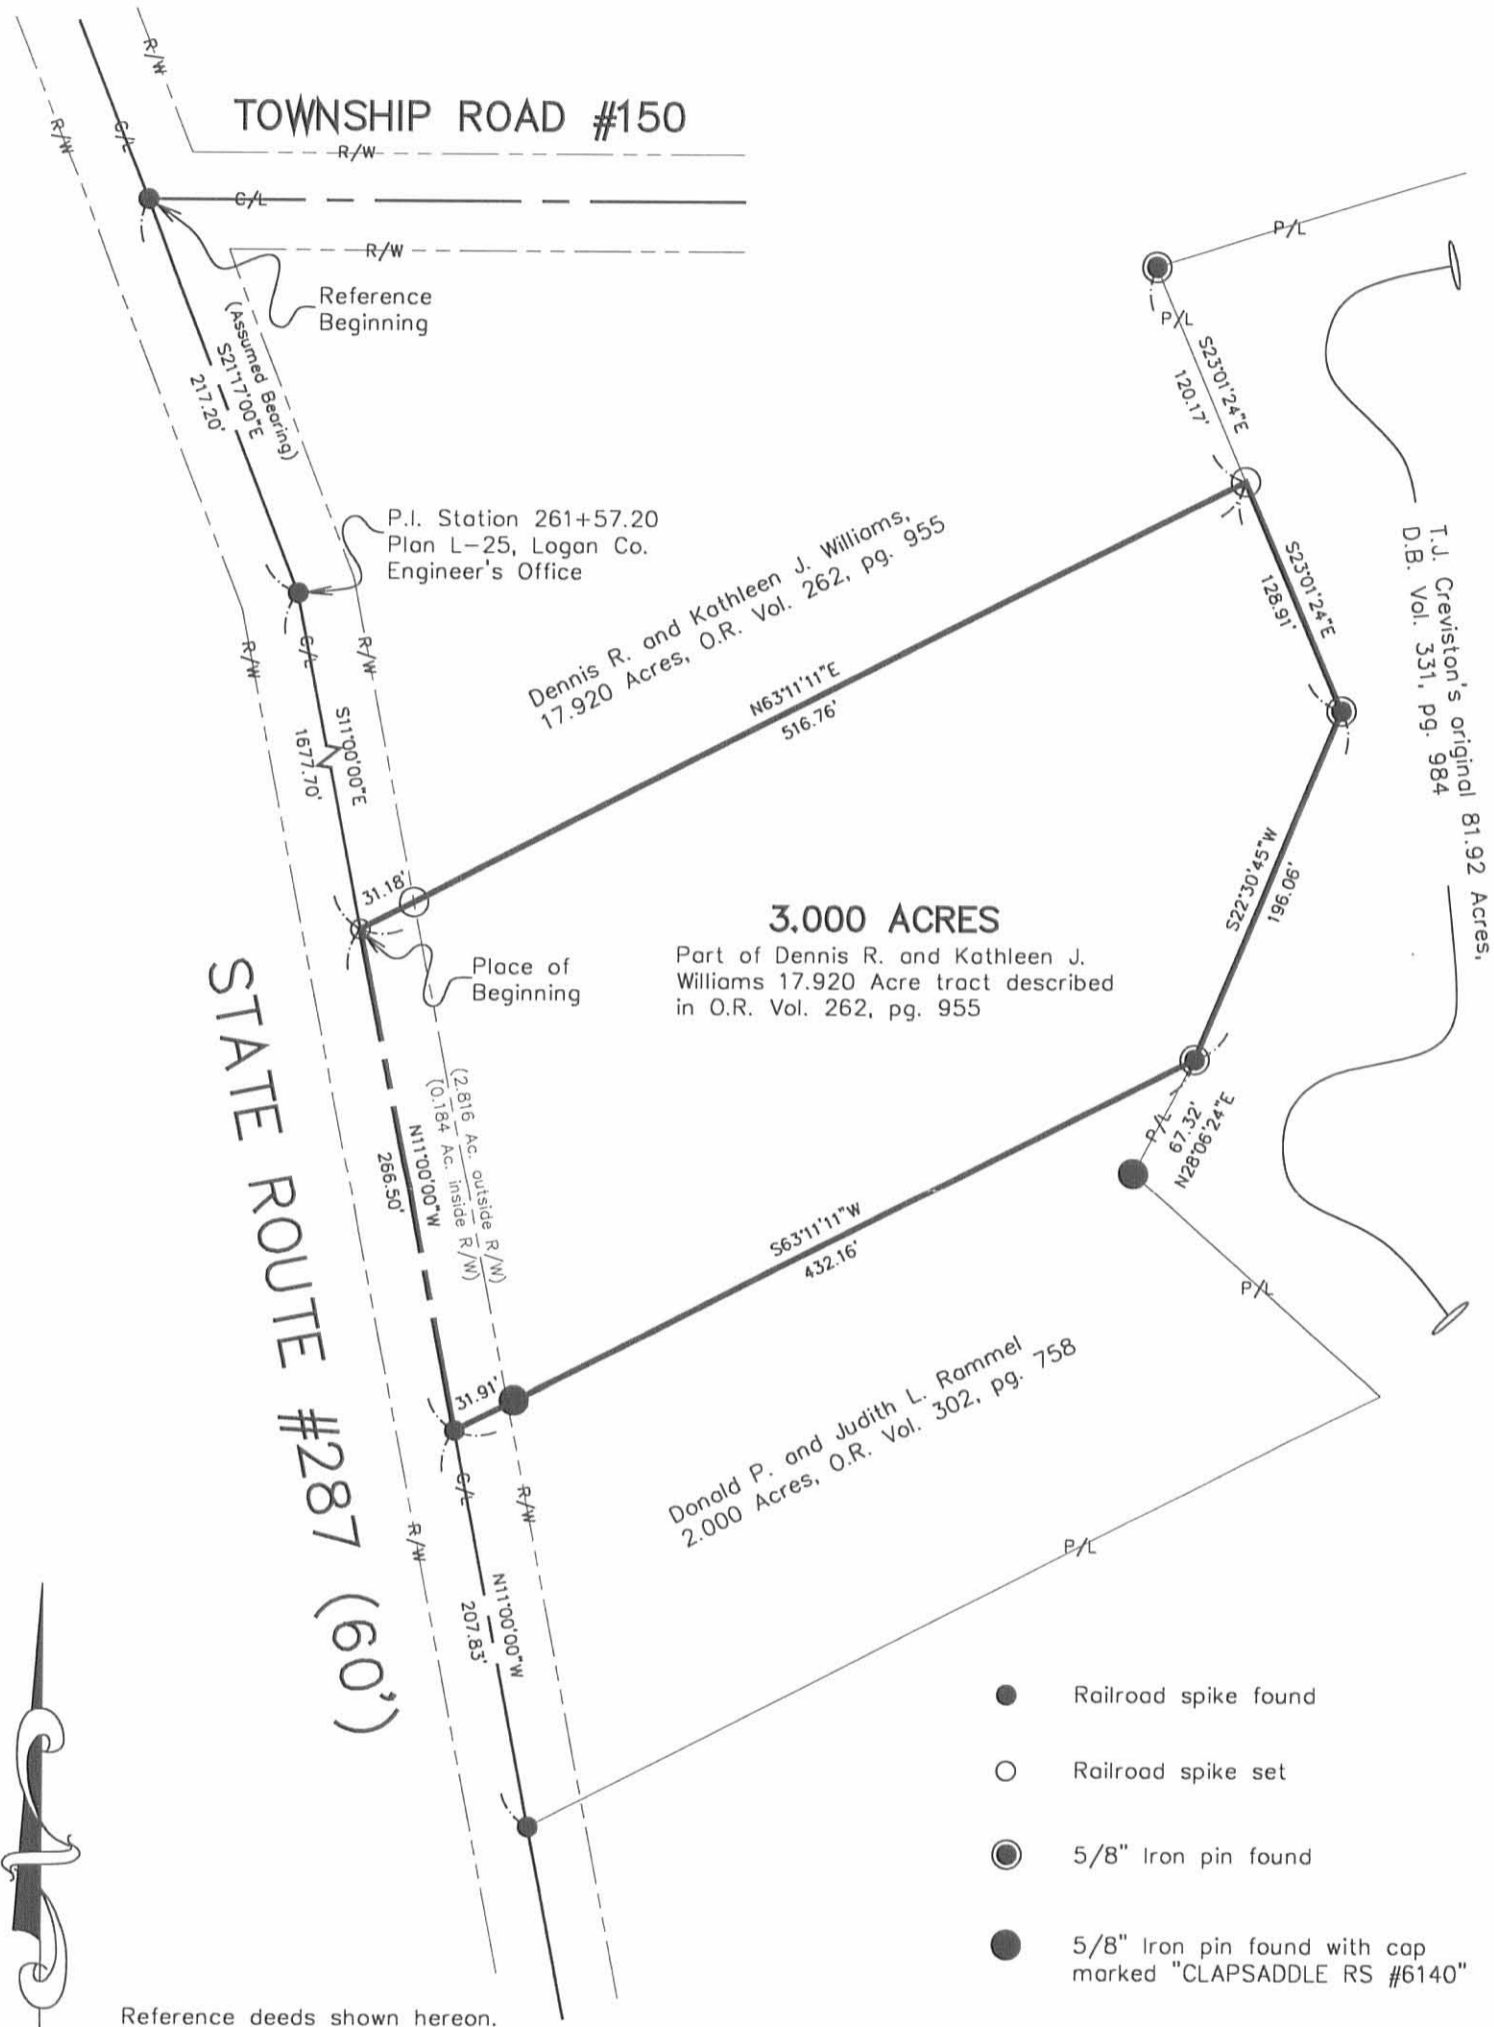 TOWNSHIP ROAD #150
R/W
R/W
C/L
R/W
C/L
R/W
Reference
Beginning
(Assumed Bearing)
S21°17'00"E
217.20'
P/L
P/L
S23°01'24"E
120.17'
P.I. Station 261+57.20
Plan L-25, Logan Co.
Engineer's Office
C/L
R/W
R/W
S11°00'00"E
1677.70'
Dennis R. and Kathleen J. Williams,
17.920 Acres, O.R. Vol. 262, pg. 955
N63°11'11"E
516.76'
S23°01'24"E
128.91'
T.J. Creviston's original 81.92 Acres,
D.B. Vol. 331, pg. 984
31.18'
Place of
Beginning
3.000 ACRES
Part of Dennis R. and Kathleen J.
Williams 17.920 Acre tract described
in O.R. Vol. 262, pg. 955
S22°30'45"W
196.06'
STATE ROUTE #287 (60')
(2.816 Ac. outside R/W)
(0.184 Ac. inside R/W)
N11°00'00"W
266.50'
P/L
67.32'
N28°06'24"E
S63°11'11"W
432.16'
P/L
31.91'
C/L
R/W
R/W
Donald P. and Judith L. Rammel
2.000 Acres, O.R. Vol. 302, pg. 758
P/L
N11°00'00"W
207.83'
Railroad spike found
Railroad spike set
5/8" Iron pin found
5/8" Iron pin found with cap
marked "CLAPSADDLE RS #6140"
Reference deeds shown hereon.